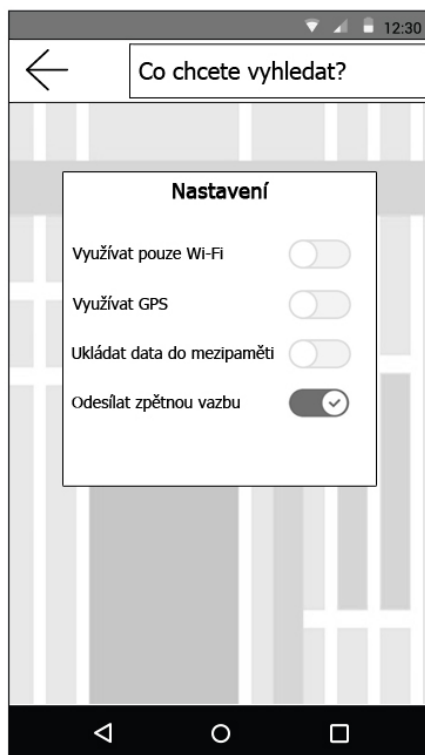 12:30
Co chcete vyhledat?
Nastavení
Využívat pouze Wi-Fi
Využívat GPS
Ukládat data do mezipaměti
Odesílat zpětnou vazbu